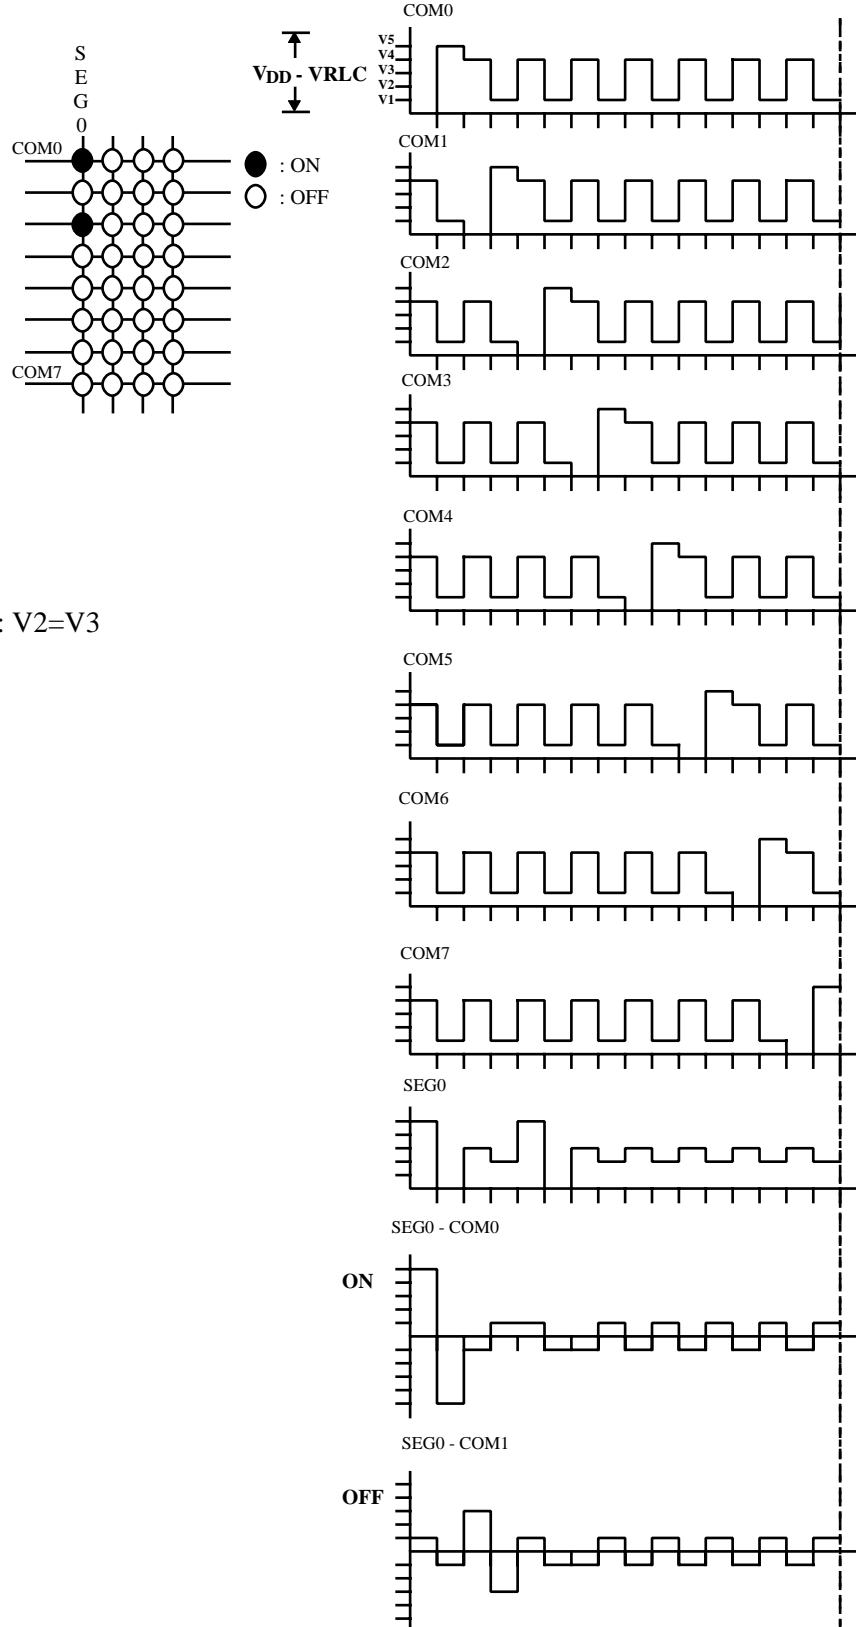 S
E
G
0
COM0
COM7
: ON
: OFF
VDD - VRLC
: V2=V3
COM0
V5
V4
V3
V2
V1
COM1
COM2
COM3
COM4
COM5
COM6
COM7
SEG0
SEG0 - COM0
ON
SEG0 - COM1
OFF